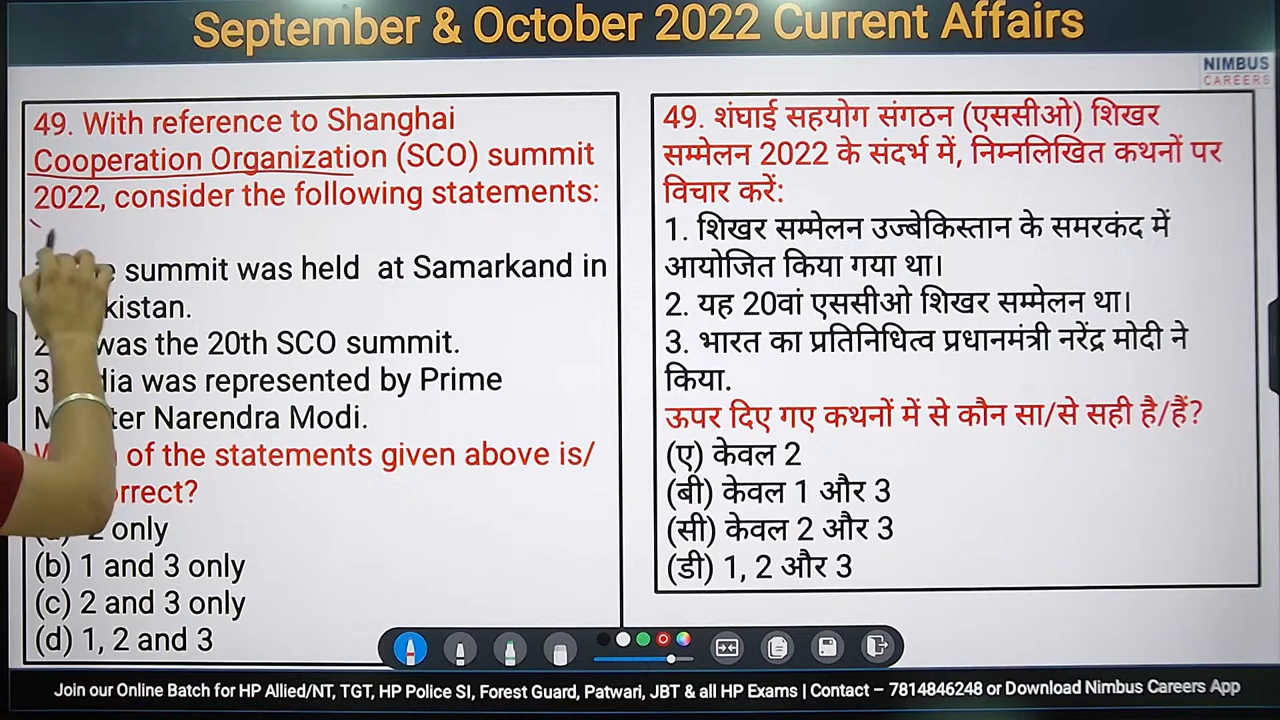 September & October 2022 Current Affairs
NIMBUS
CAREERS
49. With reference to Shanghai
Cooperation Organization (SCO) summit
2022, consider the following statements:
summit was held at Samarkand in
kistan.
2 was the 20th SCO summit.
3 dia was represented by Prime
M ter Narendra Modi.
W of the statements given above is/
orrect?
2 only
(b) 1 and 3 only
(c) 2 and 3 only
(d) 1, 2 and 3
49. शंघाई सहयोग संगठन (एससीओ) शिखर
सम्मेलन 2022 के संदर्भ में, निम्नलिखित कथनों पर
विचार करें:
1. शिखर सम्मेलन उज्बेकिस्तान के समरकंद में
आयोजित किया गया था।
2. यह 20वां एससीओ शिखर सम्मेलन था।
3. भारत का प्रतिनिधित्व प्रधानमंत्री नरेंद्र मोदी ने
किया.
ऊपर दिए गए कथनों में से कौन सा/से सही है/हैं?
(ए) केवल 2
(बी) केवल 1 और 3
(सी) केवल 2 और 3
(डी) 1, 2 और 3
Join our Online Batch for HP Allied/NT, TGT, HP Police SI, Forest Guard, Patwari, JBT & all HP Exams | Contact – 7814846248 or Download Nimbus Careers App